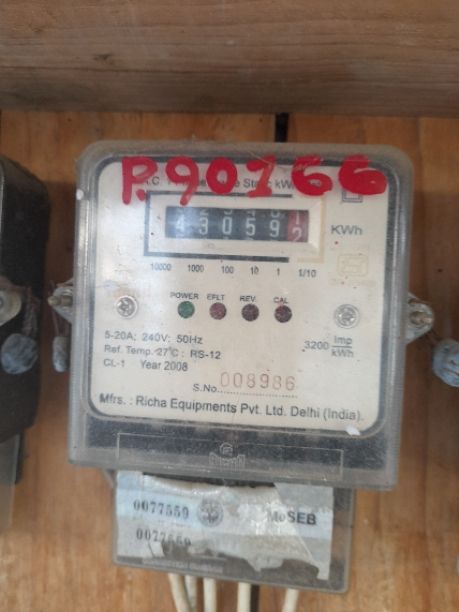 P.90166
43059 2
KWh
10000 1000 100 10 1 1/10
POWER EFLT REV. CAL
5-20A; 240V; 50Hz
Ref. Temp. 27°C : RS-12
CL-1 Year 2008
3200 Imp/kWh
S.No. 008986
Mfrs. : Richa Equipments Pvt. Ltd. Delhi (India).
0077559 MeSEB
0077559